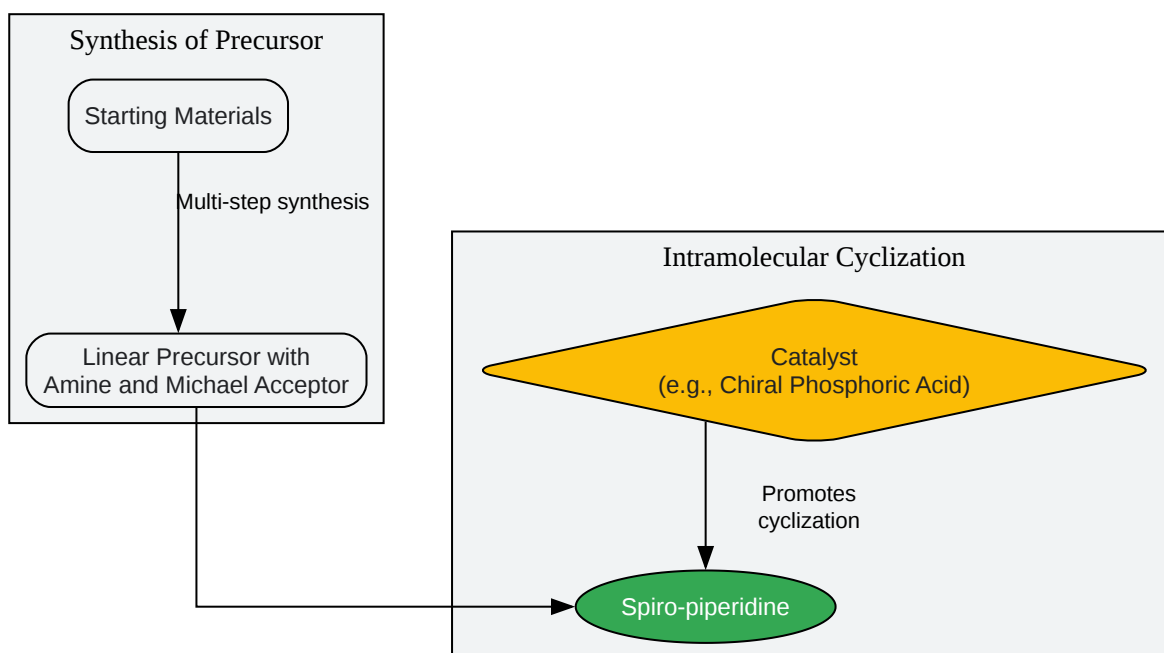 Synthesis of Precursor
Starting Materials
Multi-step synthesis
Linear Precursor with
Amine and Michael Acceptor
Intramolecular Cyclization
Catalyst
(e.g., Chiral Phosphoric Acid)
Promotes
cyclization
Spiro-piperidine